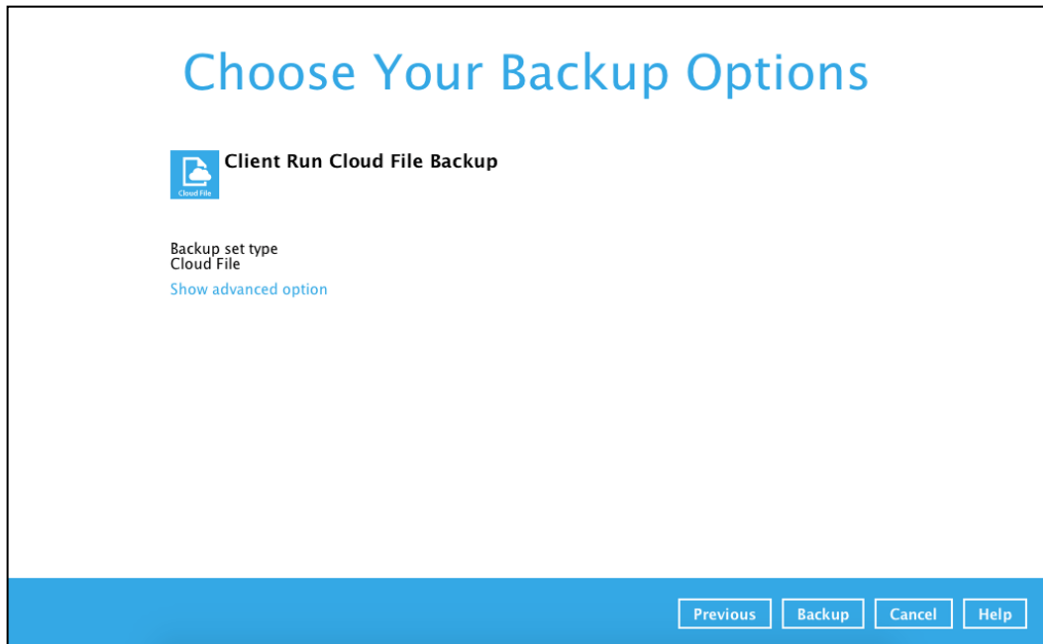 Choose Your Backup Options
Client Run Cloud File Backup
Cloud File
Backup set type
Cloud File
Show advanced option
Previous Backup Cancel Help